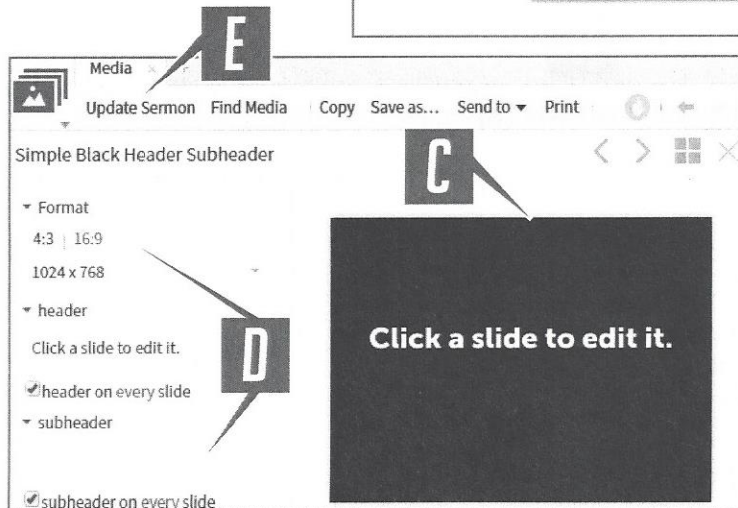 E
Media ×
Update Sermon Find Media Copy Save as... Send to Print
Simple Black Header Subheader
C
Format
4:3 | 16:9
1024 x 768
header
D
Click a slide to edit it.
Click a slide to edit it.
header on every slide
subheader
subheader on every slide